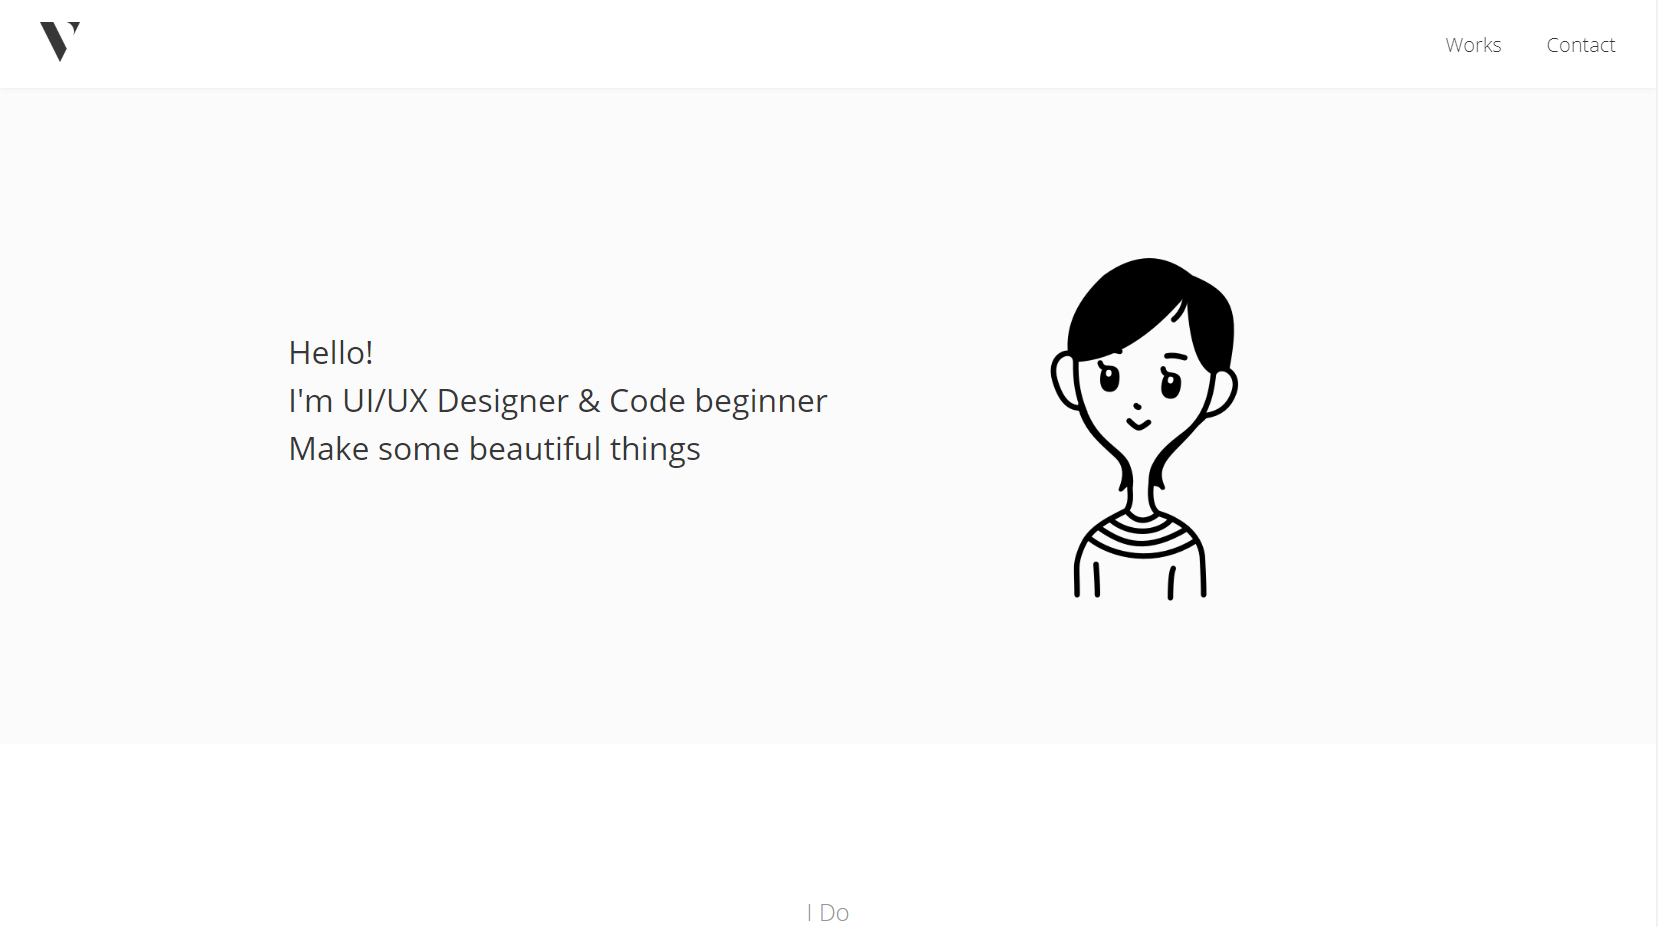 Works
Contact
Hello!
I'm UI/UX Designer & Code beginner
Make some beautiful things
I Do